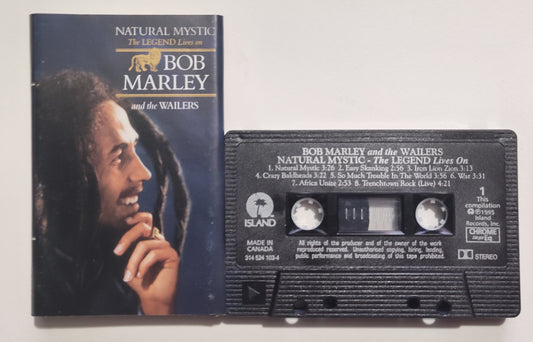 NATURAL MYSTIC
The LEGEND Lives on
BOB
MARLEY
and the WAILERS
BOB MARLEY and the WAILERS
NATURAL MYSTIC - The LEGEND Lives On
1. Natural Mystic 3:26 2. Easy Skanking 2:56 3. Iron Lion Zion 3:13
4. Crazy Baldheads 3:22 5. So Much Trouble In The World 3:56 6. War 3:31
7. Africa Unite 2:53 8. Trenchtown Rock (Live) 4:21
ISLAND
MADE IN
CANADA
314 524 103-4
1
This
compilation
℗©1995
Island
Records, Inc.
CHROME
STEREO
All rights of the producer and of the owner of the work
reproduced reserved. Unauthorised copying, hiring, lending,
public performance and broadcasting of this tape prohibited.